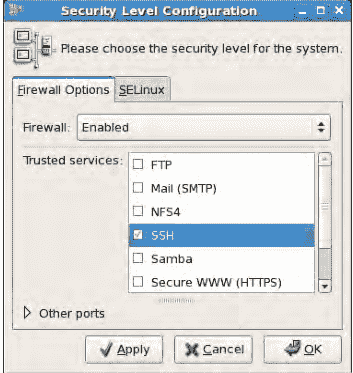 Security Level Configuration
Please choose the security level for the system.
Firewall Options SELinux
Firewall: Enabled
Trusted services: FTP
Mail (SMTP)
NFS4
SSH
Samba
Secure WWW (HTTPS)
Other ports
Apply Cancel OK